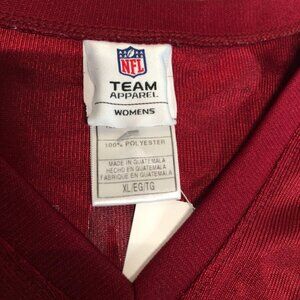 NFL
TEAM
APPAREL
WOMENS
100% POLYESTER
MADE IN GUATEMALA
HECHO EN GUATEMALA
FABRIQUE EN GUATEMALA
XL/EG/TG